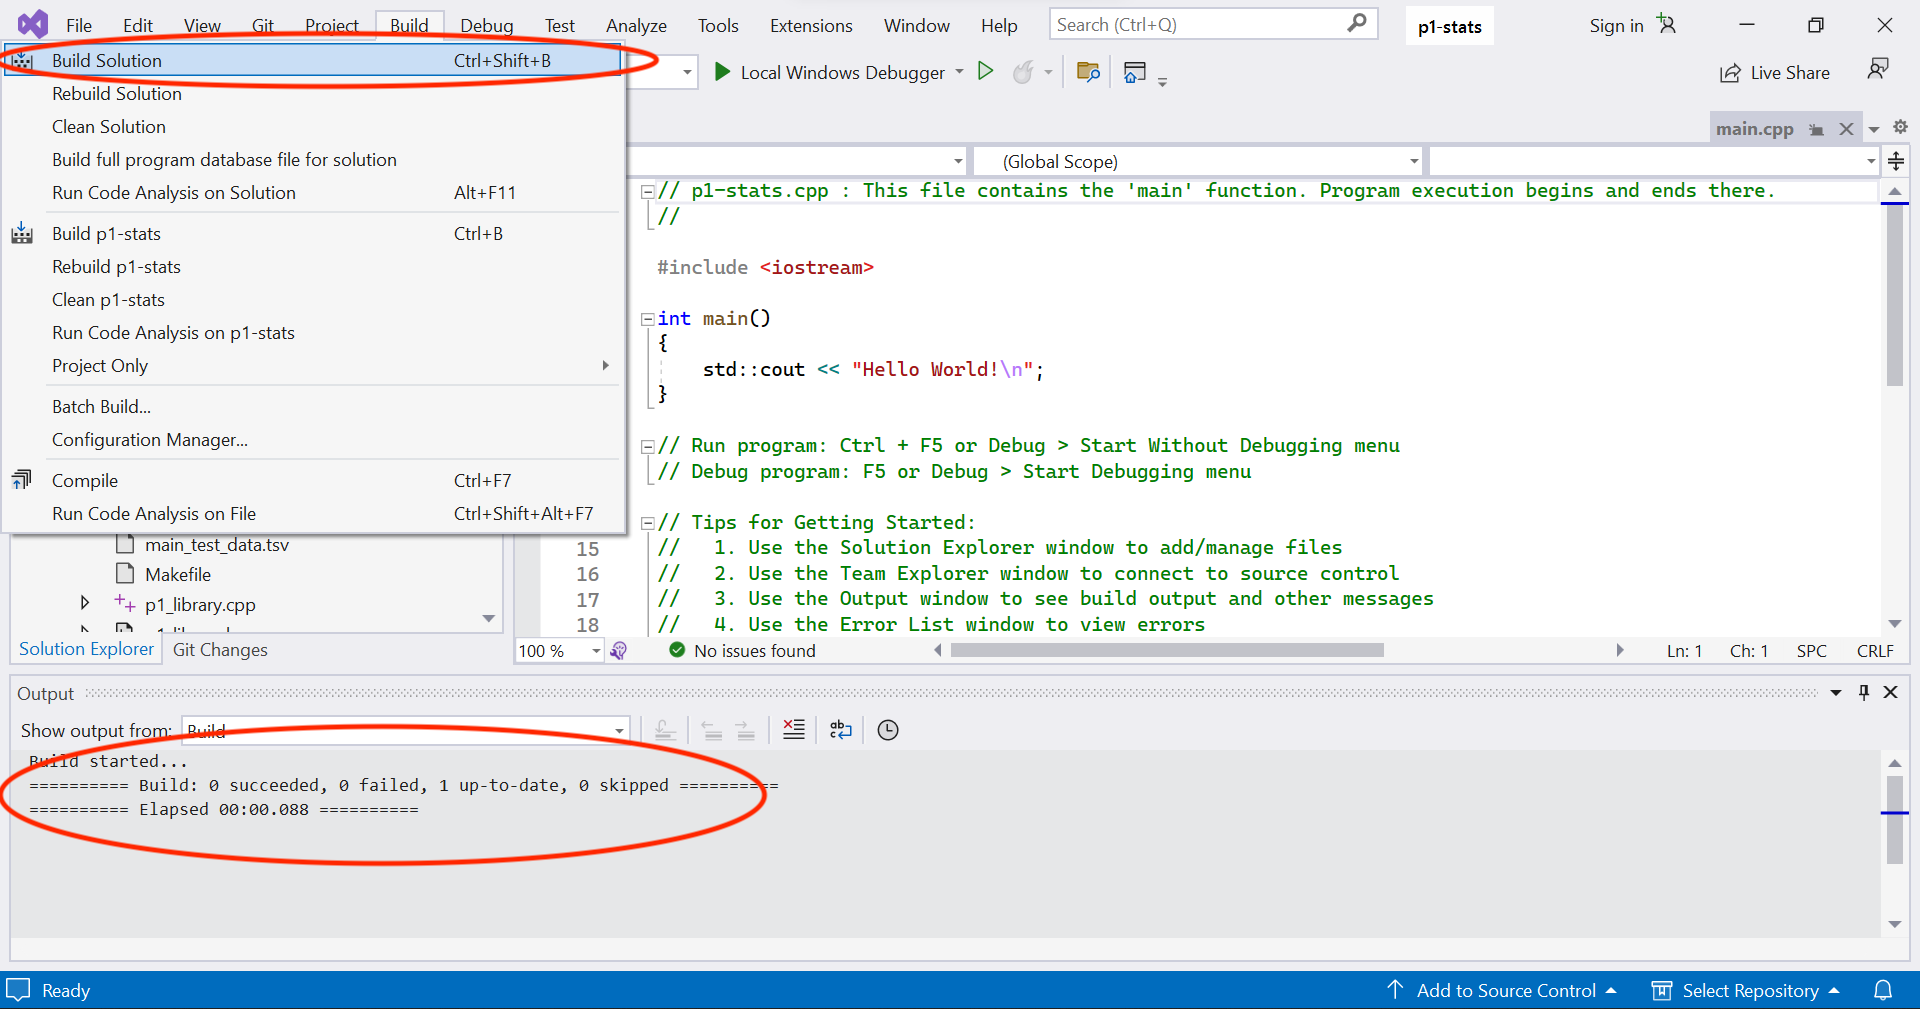 File Edit View Git Project Build Debug Test Analyze Tools Extensions Window Help Search (Ctrl+Q) p1-stats Sign in
Build Solution Ctrl+Shift+B
Local Windows Debugger
Live Share
Rebuild Solution
Clean Solution
Build full program database file for solution
Run Code Analysis on Solution Alt+F11
Build p1-stats Ctrl+B
Rebuild p1-stats
Clean p1-stats
Run Code Analysis on p1-stats
Project Only
Batch Build...
Configuration Manager...
Compile Ctrl+F7
Run Code Analysis on File Ctrl+Shift+Alt+F7
main_test_data.tsv
Makefile
p1_library.cpp
Solution Explorer Git Changes
main.cpp
(Global Scope)
// p1-stats.cpp : This file contains the 'main' function. Program execution begins and ends there.
//
#include <iostream>
int main()
{
std::cout << "Hello World!\n";
}
// Run program: Ctrl + F5 or Debug > Start Without Debugging menu
// Debug program: F5 or Debug > Start Debugging menu
// Tips for Getting Started:
15 // 1. Use the Solution Explorer window to add/manage files
16 // 2. Use the Team Explorer window to connect to source control
17 // 3. Use the Output window to see build output and other messages
18 // 4. Use the Error List window to view errors
100 % No issues found Ln: 1 Ch: 1 SPC CRLF
Output
Show output from: Build
Build started...
========== Build: 0 succeeded, 0 failed, 1 up-to-date, 0 skipped ==========
========== Elapsed 00:00.088 ==========
Ready Add to Source Control Select Repository